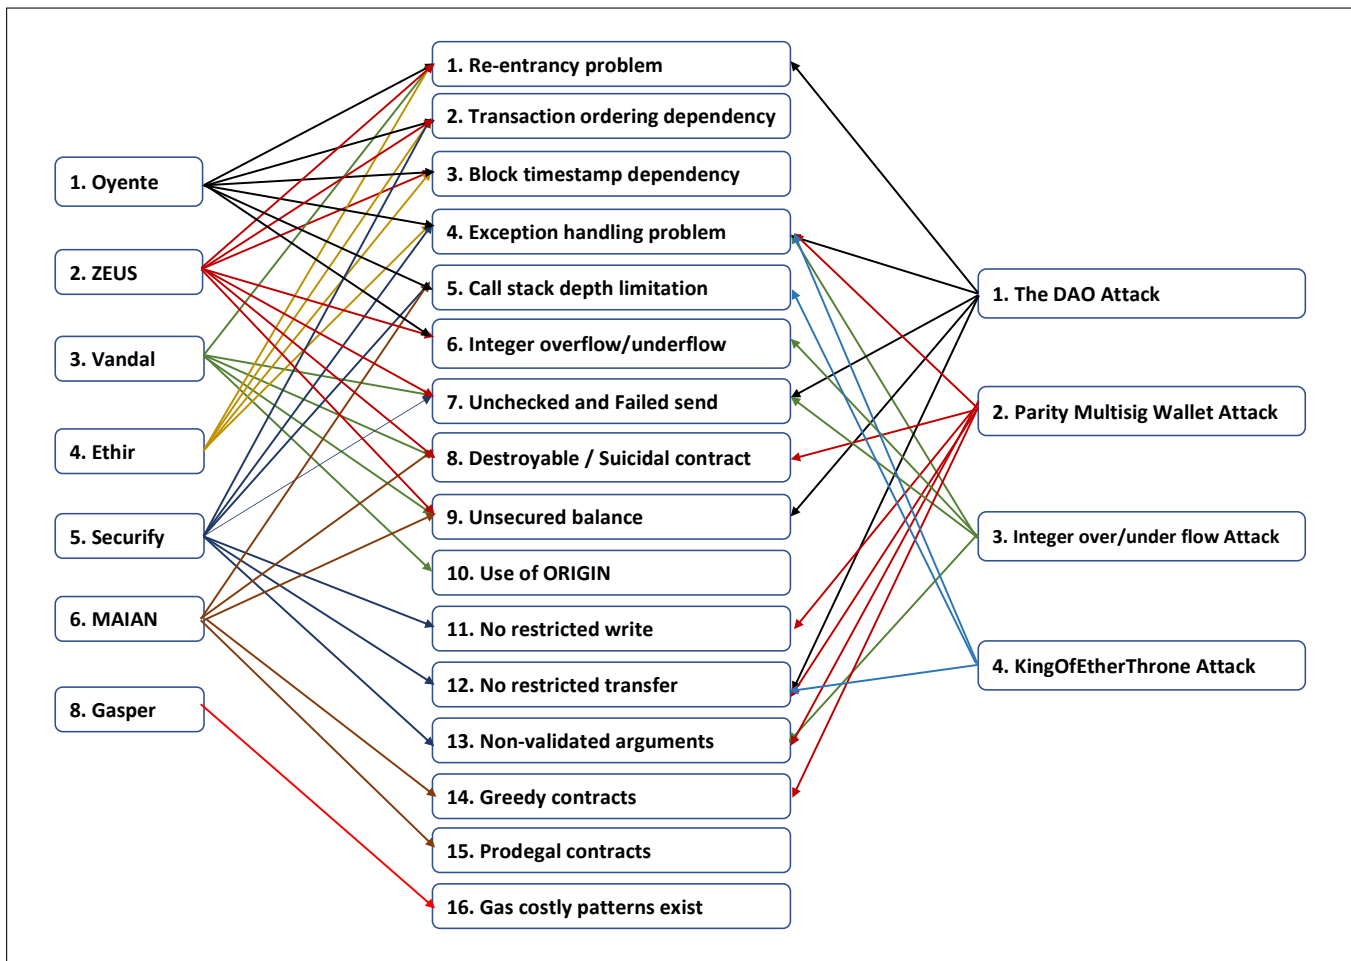 1. Oyente
2. ZEUS
3. Vandal
4. Ethir
5. Securify
6. MAIAN
8. Gasper
1. Re-entrancy problem
2. Transaction ordering dependency
3. Block timestamp dependency
4. Exception handling problem
5. Call stack depth limitation
6. Integer overflow/underflow
7. Unchecked and Failed send
8. Destroyable / Suicidal contract
9. Unsecured balance
10. Use of ORIGIN
11. No restricted write
12. No restricted transfer
13. Non-validated arguments
14. Greedy contracts
15. Prodegal contracts
16. Gas costly patterns exist
1. The DAO Attack
2. Parity Multisig Wallet Attack
3. Integer over/under flow Attack
4. KingOfEtherThrone Attack